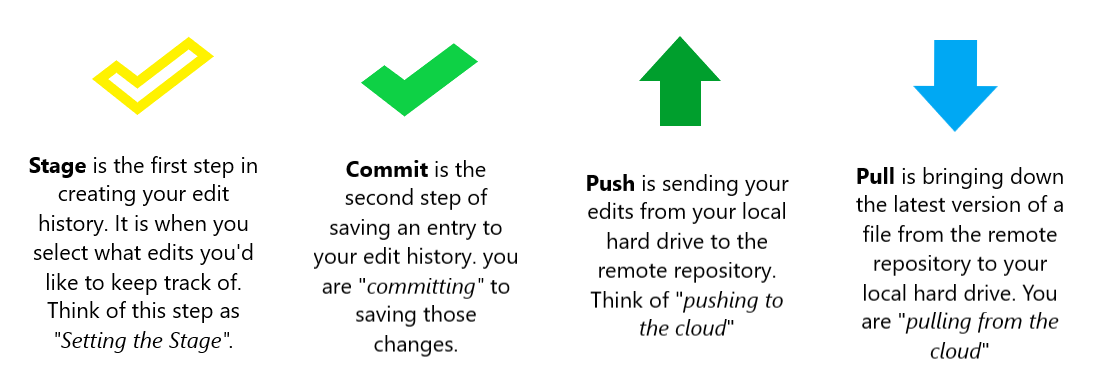 Stage is the first step in
creating your edit
history. It is when you
select what edits you'd
like to keep track of.
Think of this step as
"Setting the Stage".
Commit is the
second step of
saving an entry to
your edit history. you
are "committing" to
saving those
changes.
Push is sending your
edits from your local
hard drive to the
remote repository.
Think of "pushing to
the cloud"
Pull is bringing down
the latest version of a
file from the remote
repository to your
local hard drive. You
are "pulling from the
cloud"